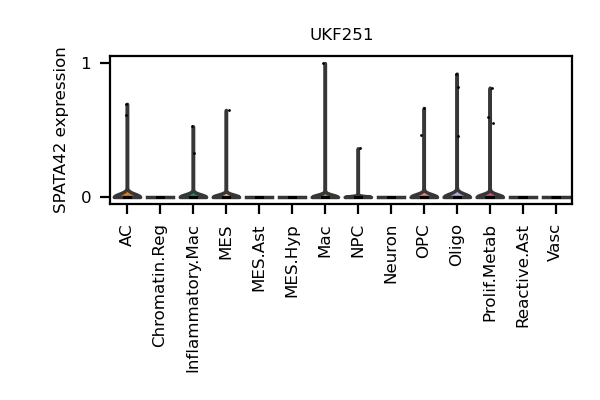 UKF251
SPATA42 expression
1
0
AC
Chromatin.Reg
Inflammatory.Mac
MES
MES.Ast
MES.Hyp
Mac
NPC
Neuron
OPC
Oligo
Prolif.Metab
Reactive.Ast
Vasc